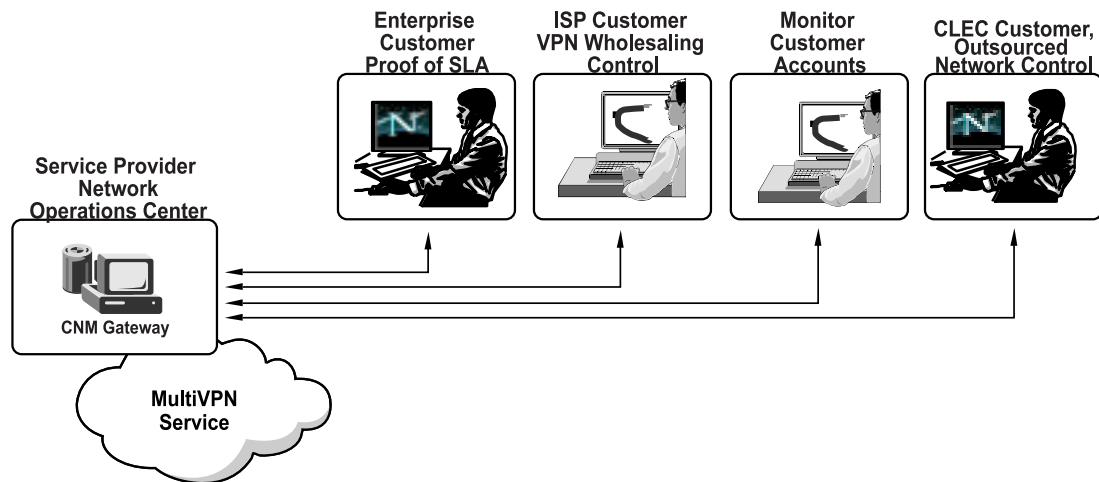 Enterprise
Customer
Proof of SLA
ISP Customer
VPN Wholesaling
Control
Monitor
Customer
Accounts
CLEC Customer,
Outsourced
Network Control
N
N
Service Provider
Network
Operations Center
CNM Gateway
MultiVPN
Service